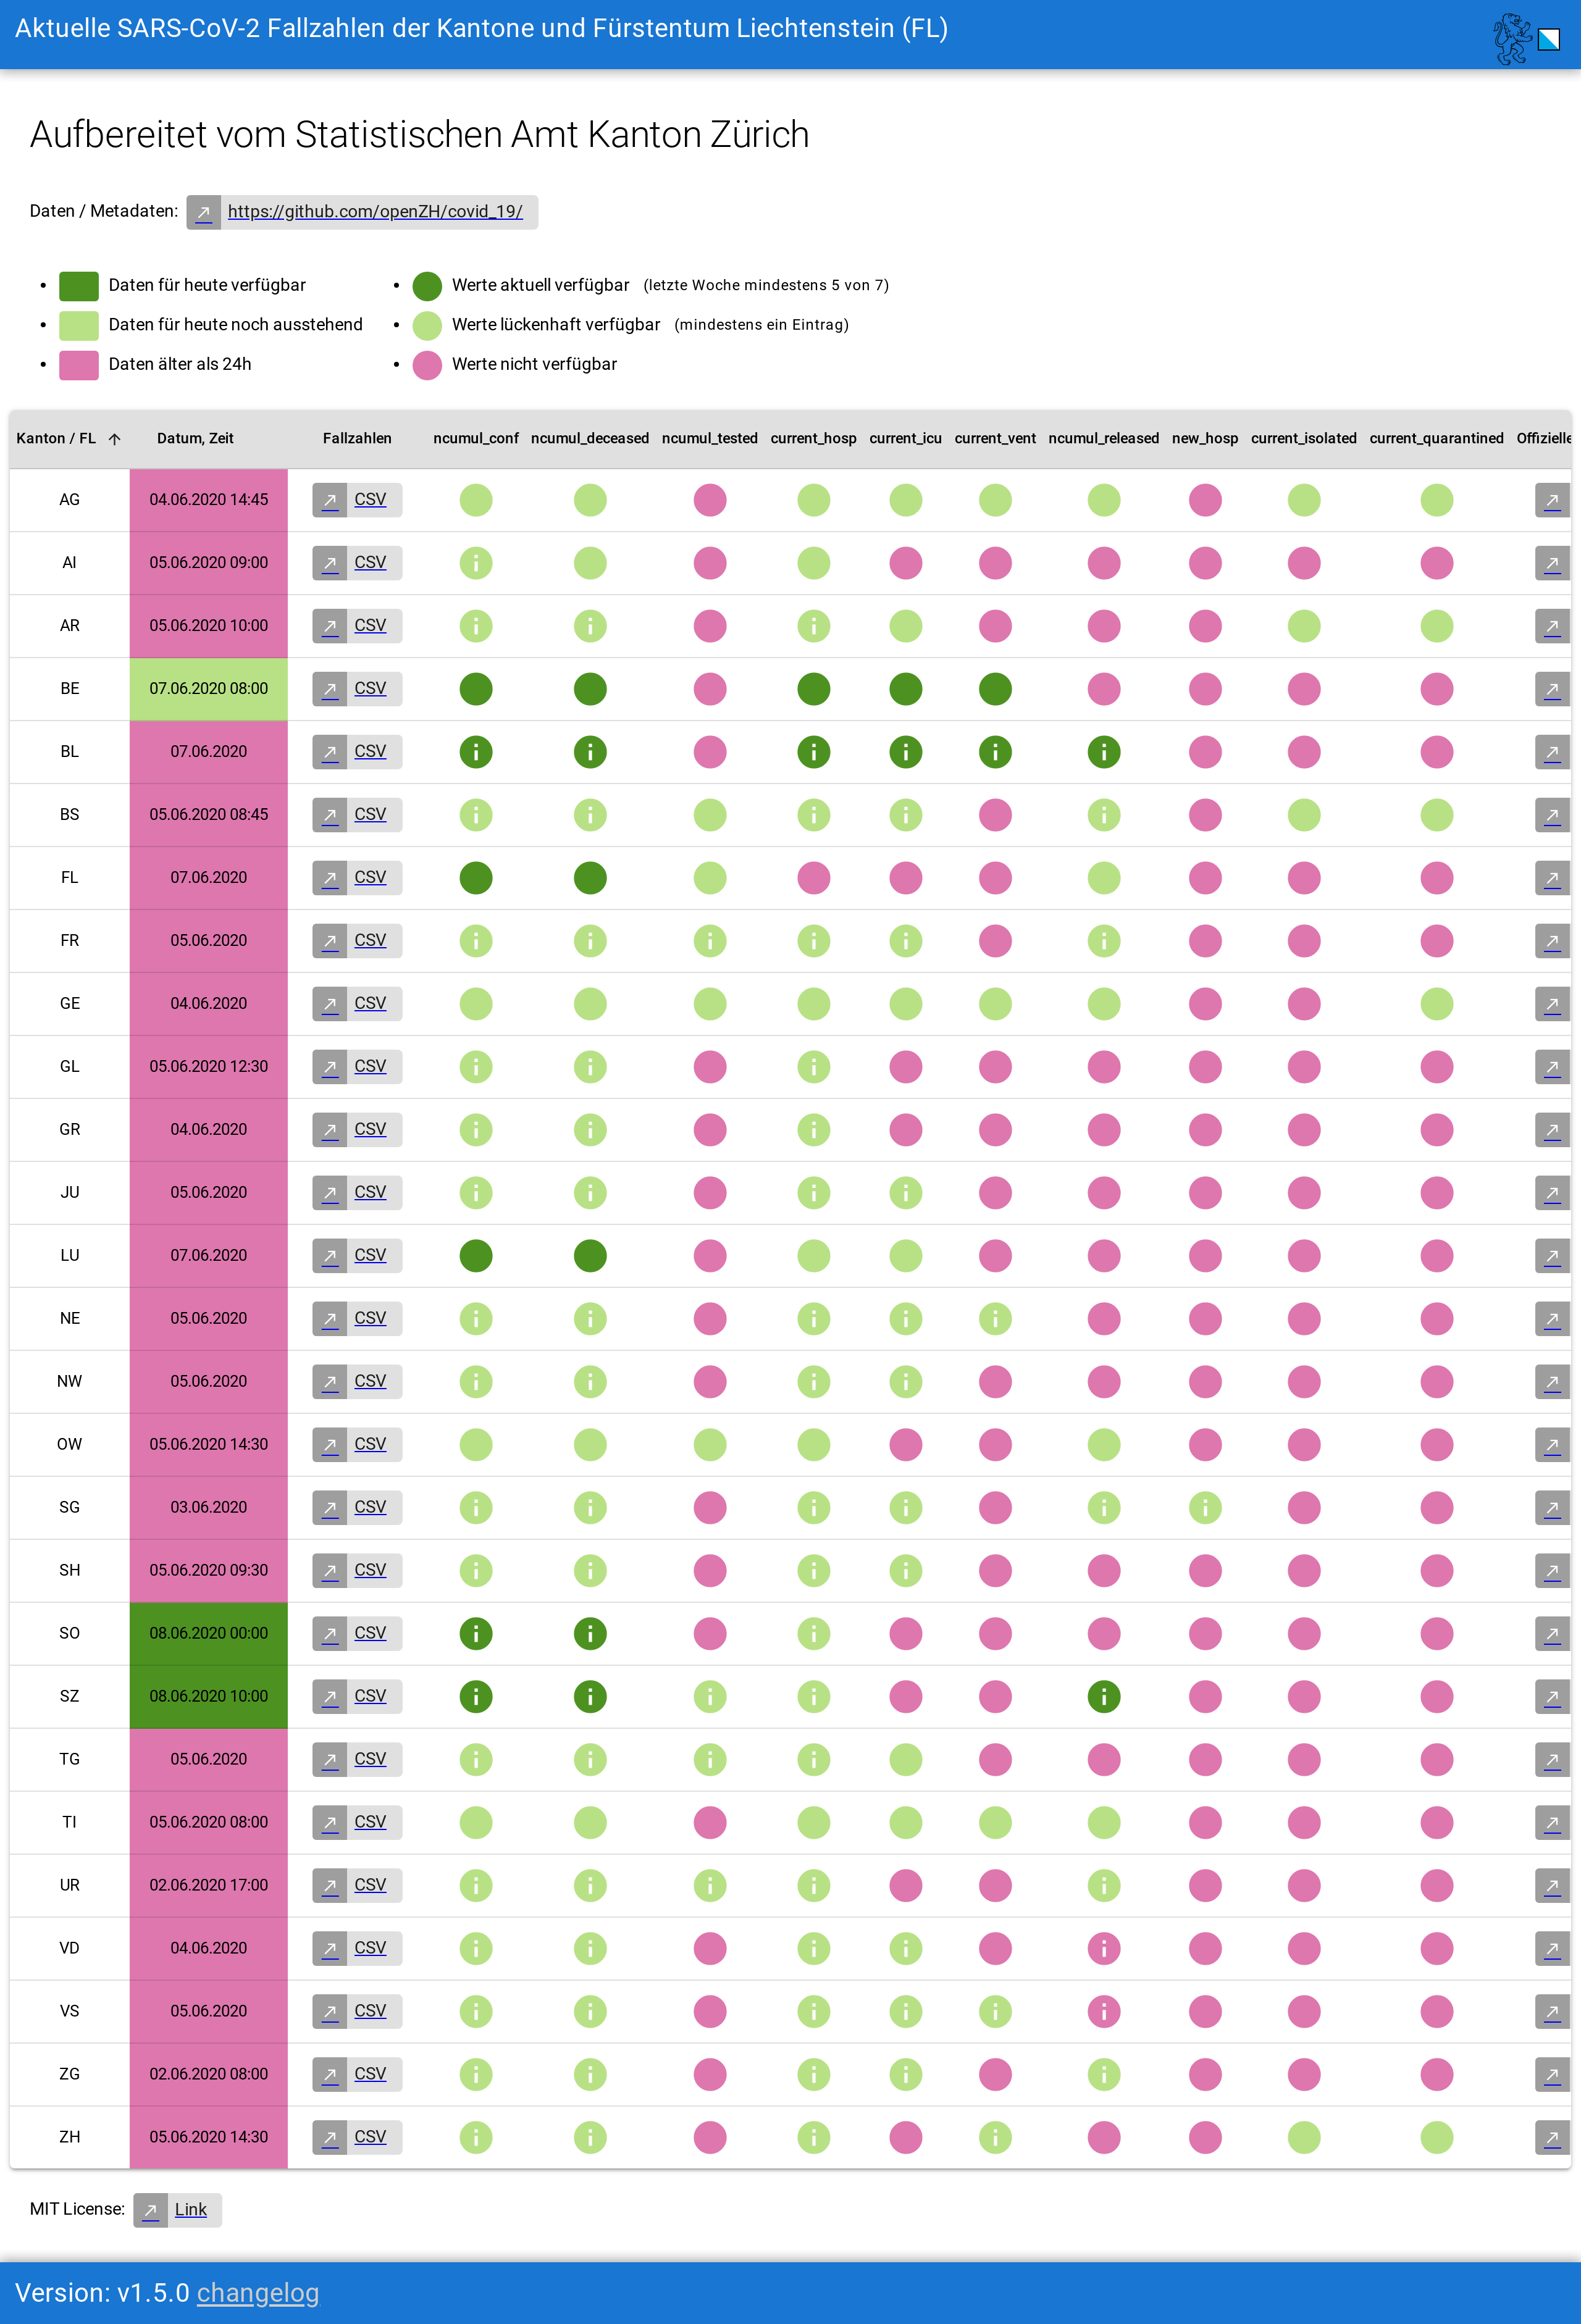 Aktuelle SARS-CoV-2 Fallzahlen der Kantone und Fürstentum Liechtenstein (FL)
Aufbereitet vom Statistischen Amt Kanton Zürich
Daten / Metadaten: https://github.com/openZH/covid_19/
Daten für heute verfügbar
Daten für heute noch ausstehend
Daten älter als 24h
Werte aktuell verfügbar (letzte Woche mindestens 5 von 7)
Werte lückenhaft verfügbar (mindestens ein Eintrag)
Werte nicht verfügbar
Kanton / FL Datum, Zeit Fallzahlen ncumul_conf ncumul_deceased ncumul_tested current_hosp current_icu current_vent ncumul_released new_hosp current_isolated current_quarantined Offizielle
AG 04.06.2020 14:45 CSV
AI 05.06.2020 09:00 CSV
AR 05.06.2020 10:00 CSV
BE 07.06.2020 08:00 CSV
BL 07.06.2020 CSV
BS 05.06.2020 08:45 CSV
FL 07.06.2020 CSV
FR 05.06.2020 CSV
GE 04.06.2020 CSV
GL 05.06.2020 12:30 CSV
GR 04.06.2020 CSV
JU 05.06.2020 CSV
LU 07.06.2020 CSV
NE 05.06.2020 CSV
NW 05.06.2020 CSV
OW 05.06.2020 14:30 CSV
SG 03.06.2020 CSV
SH 05.06.2020 09:30 CSV
SO 08.06.2020 00:00 CSV
SZ 08.06.2020 10:00 CSV
TG 05.06.2020 CSV
TI 05.06.2020 08:00 CSV
UR 02.06.2020 17:00 CSV
VD 04.06.2020 CSV
VS 05.06.2020 CSV
ZG 02.06.2020 08:00 CSV
ZH 05.06.2020 14:30 CSV
MIT License: Link
Version: v1.5.0 changelog